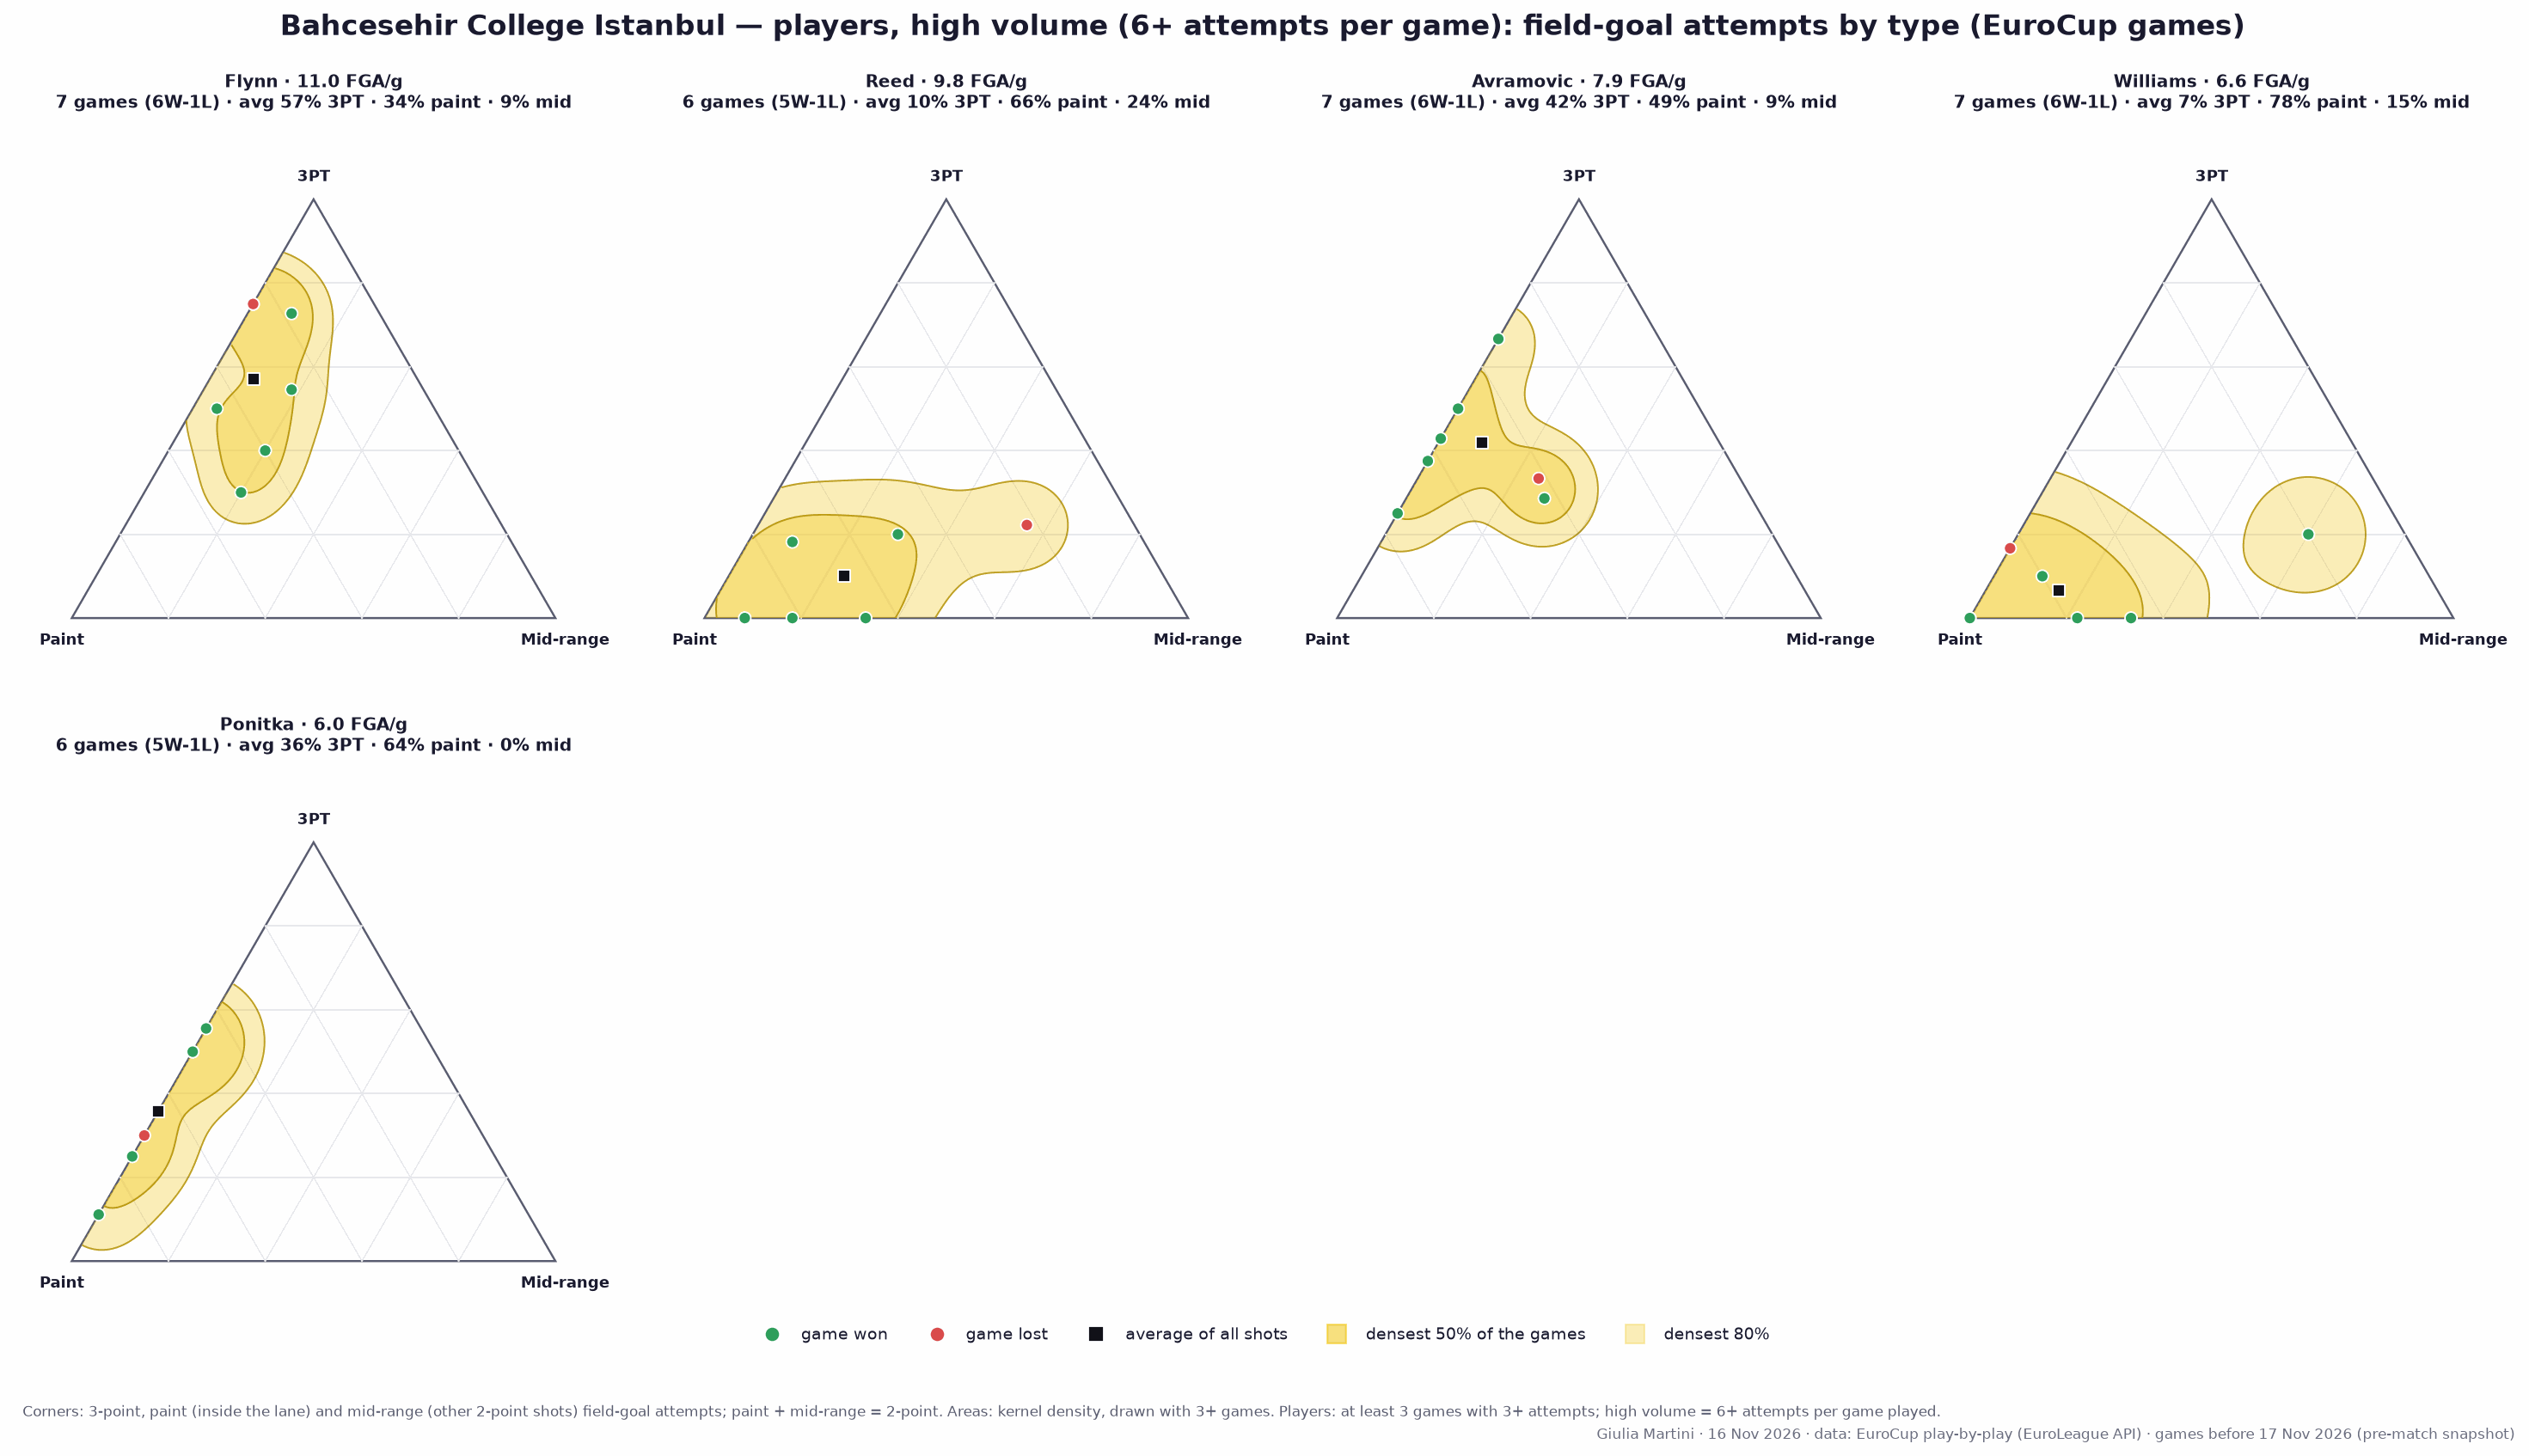 Bahcesehir College Istanbul — players, high volume (6+ attempts per game): field-goal attempts by type (EuroCup games)
Flynn · 11.0 FGA/g
7 games (6W-1L) · avg 57% 3PT · 34% paint · 9% mid
3PT
Paint
Mid-range
Reed · 9.8 FGA/g
6 games (5W-1L) · avg 10% 3PT · 66% paint · 24% mid
3PT
Paint
Mid-range
Avramovic · 7.9 FGA/g
7 games (6W-1L) · avg 42% 3PT · 49% paint · 9% mid
3PT
Paint
Mid-range
Williams · 6.6 FGA/g
7 games (6W-1L) · avg 7% 3PT · 78% paint · 15% mid
3PT
Paint
Mid-range
Ponitka · 6.0 FGA/g
6 games (5W-1L) · avg 36% 3PT · 64% paint · 0% mid
3PT
Paint
Mid-range
game won
game lost
average of all shots
densest 50% of the games
densest 80%
Corners: 3-point, paint (inside the lane) and mid-range (other 2-point shots) field-goal attempts; paint + mid-range = 2-point. Areas: kernel density, drawn with 3+ games. Players: at least 3 games with 3+ attempts; high volume = 6+ attempts per game played.
Giulia Martini · 16 Nov 2026 · data: EuroCup play-by-play (EuroLeague API) · games before 17 Nov 2026 (pre-match snapshot)